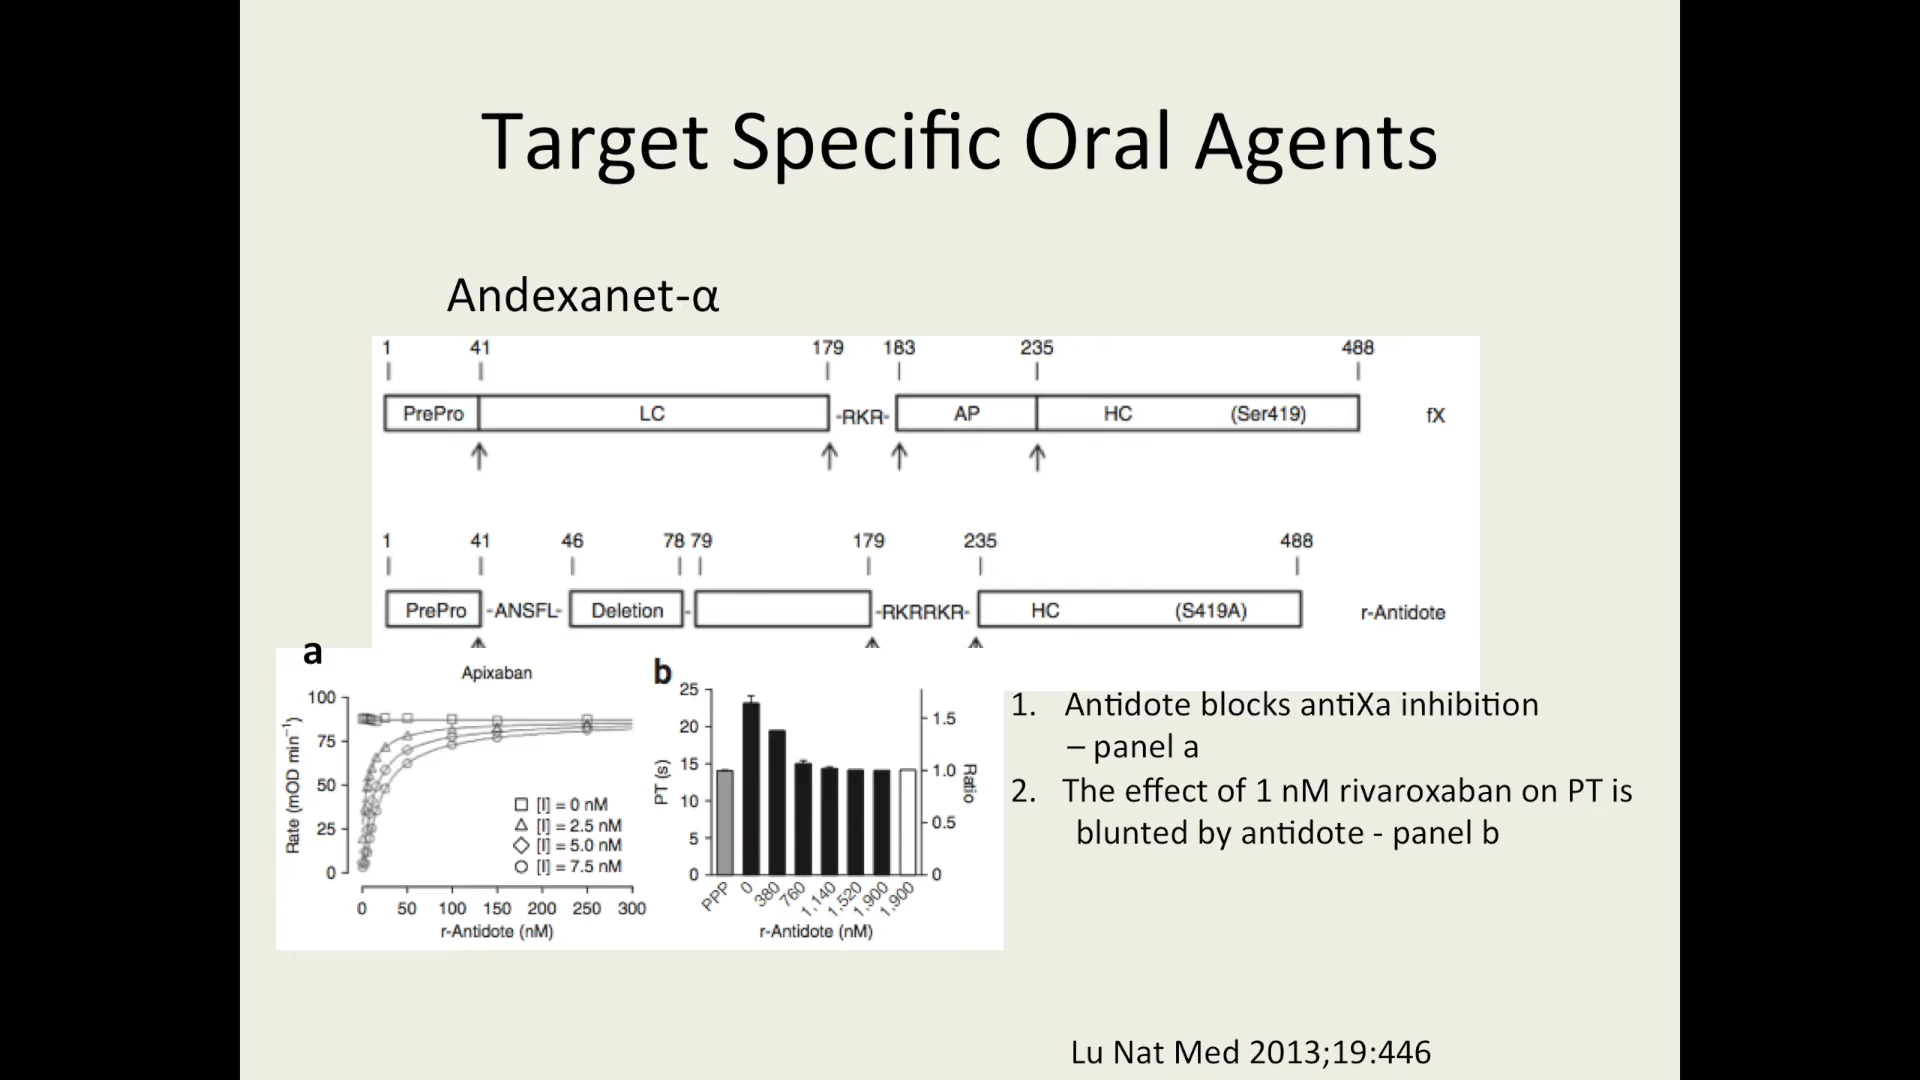 Target Specific Oral Agents
Andexanet-α
1 41 179 183 235 488
PrePro LC -RKR- AP HC (Ser419) fX
1 41 46 78 79 179 235 488
PrePro -ANSFL- Deletion - -RKRRKR- HC (S419A) r-Antidote
a
Apixaban
100
75
50
25
0
Rate (mOD min⁻¹)
[I] = 0 nM
[I] = 2.5 nM
[I] = 5.0 nM
[I] = 7.5 nM
0 50 100 150 200 250 300
r-Antidote (nM)
b
25
20
15
10
5
0
PT (s)
1.5
1.0
0.5
0
Ratio
PPP 0 380 760 1,140 1,520 1,900 1,900
r-Antidote (nM)
1. Antidote blocks antiXa inhibition
– panel a
2. The effect of 1 nM rivaroxaban on PT is
blunted by antidote - panel b
Lu Nat Med 2013;19:446